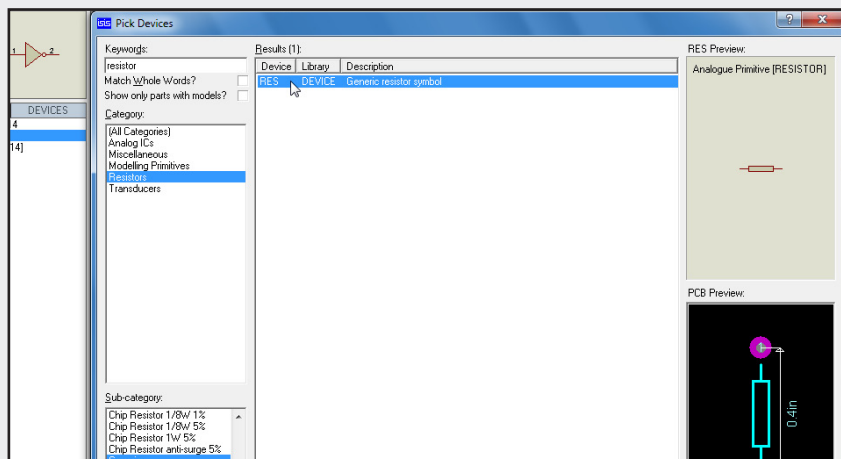 isis Pick Devices
? x
1 2
DEVICES
4
14]
Keywords:
resistor
Match Whole Words?
Show only parts with models?
Category:
(All Categories)
Analog ICs
Miscellaneous
Modelling Primitives
Resistors
Transducers
Sub-category:
Chip Resistor 1/8W 1%
Chip Resistor 1/8W 5%
Chip Resistor 1W 5%
Chip Resistor anti-surge 5%
Results (1):
Device Library Description
RES DEVICE Generic resistor symbol
RES Preview:
Analogue Primitive [RESISTOR]
PCB Preview:
0.4in